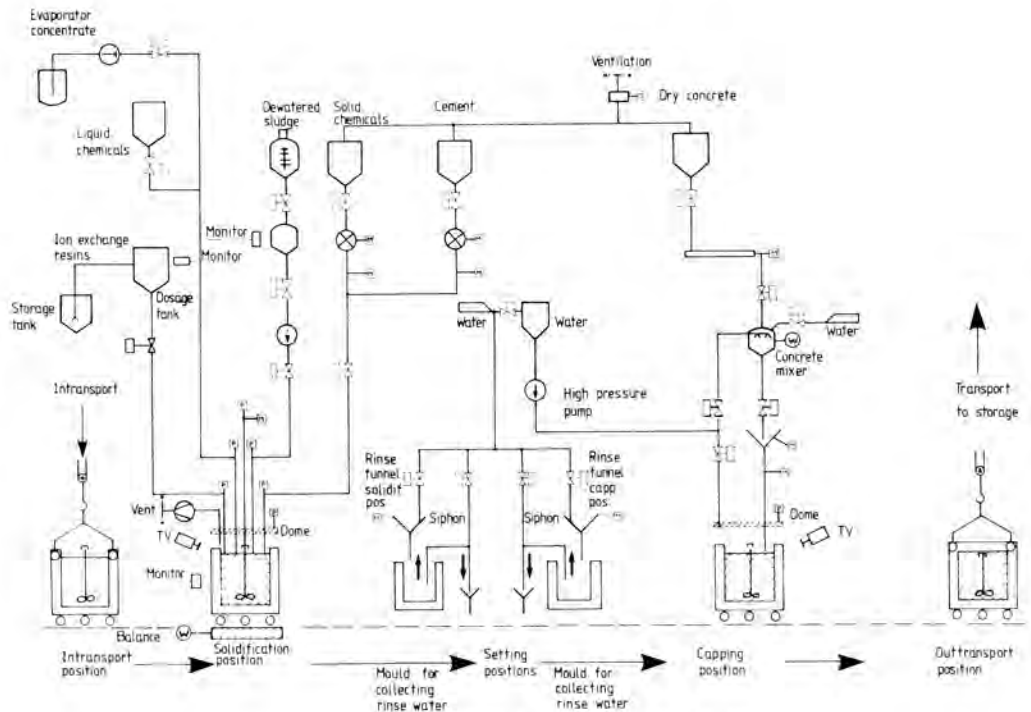 Evaporator
concentrate
Ventilation
Dry concrete
Dewatered
sludge
Solid
chemicals
Cement
Liquid
chemicals
Monitor
Ion exchange
resins
Monitor
Storage
tank
Dosage
tank
Water
Water
Water
Concrete
mixer
Intransport
High pressure
pump
Transport
to storage
Rinse
funnel
solidif
pos.
Rinse
funnel
capp
pos.
Vent
Dome
Siphon
Siphon
Dome
TV
TV
Monitor
Balance
W
W
Solidification
position
Intransport
position
Setting
positions
Capping
position
Outtransport
position
Mould for
collecting
rinse water
Mould for
collecting
rinse water